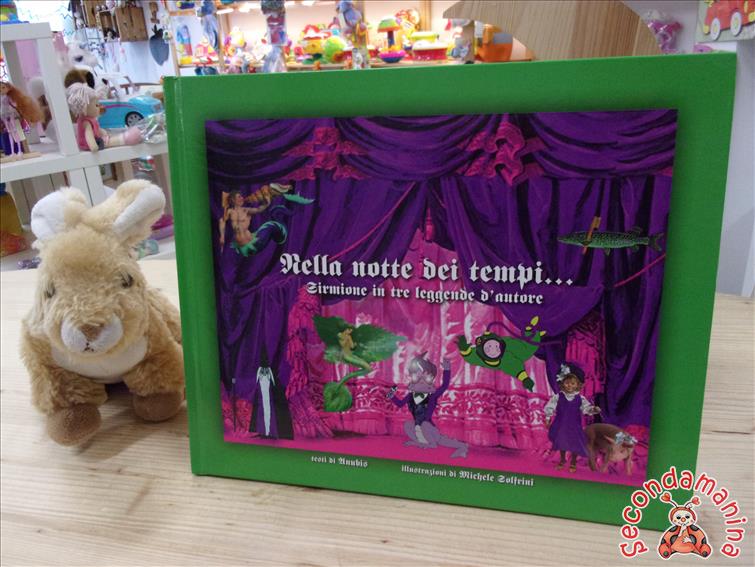 Nella notte dei tempi...
Sirmione in tre leggende d'autore
testi di Anubis
illustrazioni di Michele Solfrini
Secondamanina